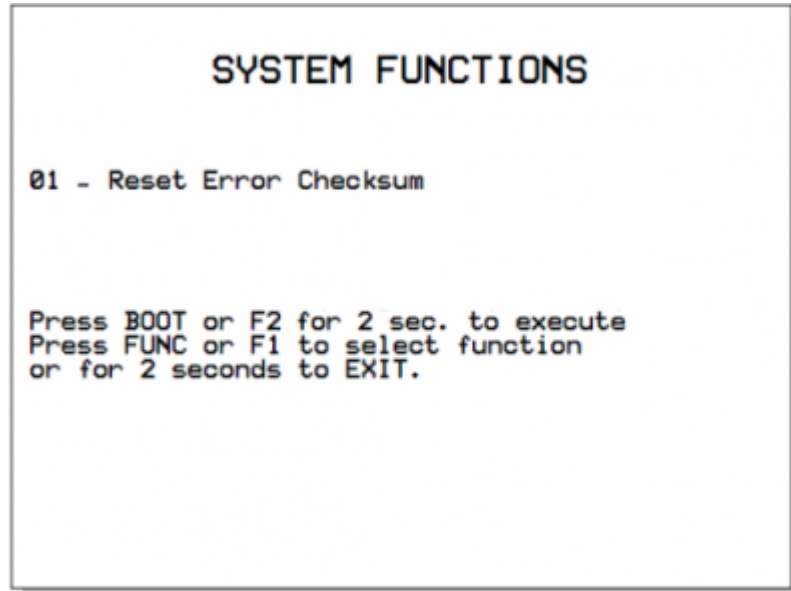 SYSTEM FUNCTIONS
01 - Reset Error Checksum
Press BOOT or F2 for 2 sec. to execute
Press FUNC or F1 to select function
or for 2 seconds to EXIT.